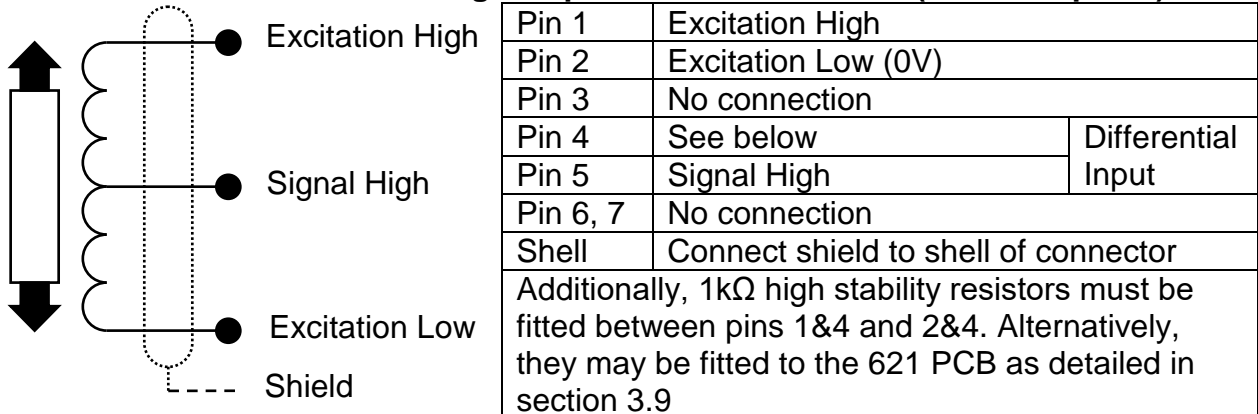 Excitation High
Signal High
Excitation Low
Shield
Pin 1 Excitation High
Pin 2 Excitation Low (0V)
Pin 3 No connection
Pin 4 See below Differential
Pin 5 Signal High Input
Pin 6, 7 No connection
Shell Connect shield to shell of connector
Additionally, 1kΩ high stability resistors must be
fitted between pins 1&4 and 2&4. Alternatively,
they may be fitted to the 621 PCB as detailed in
section 3.9